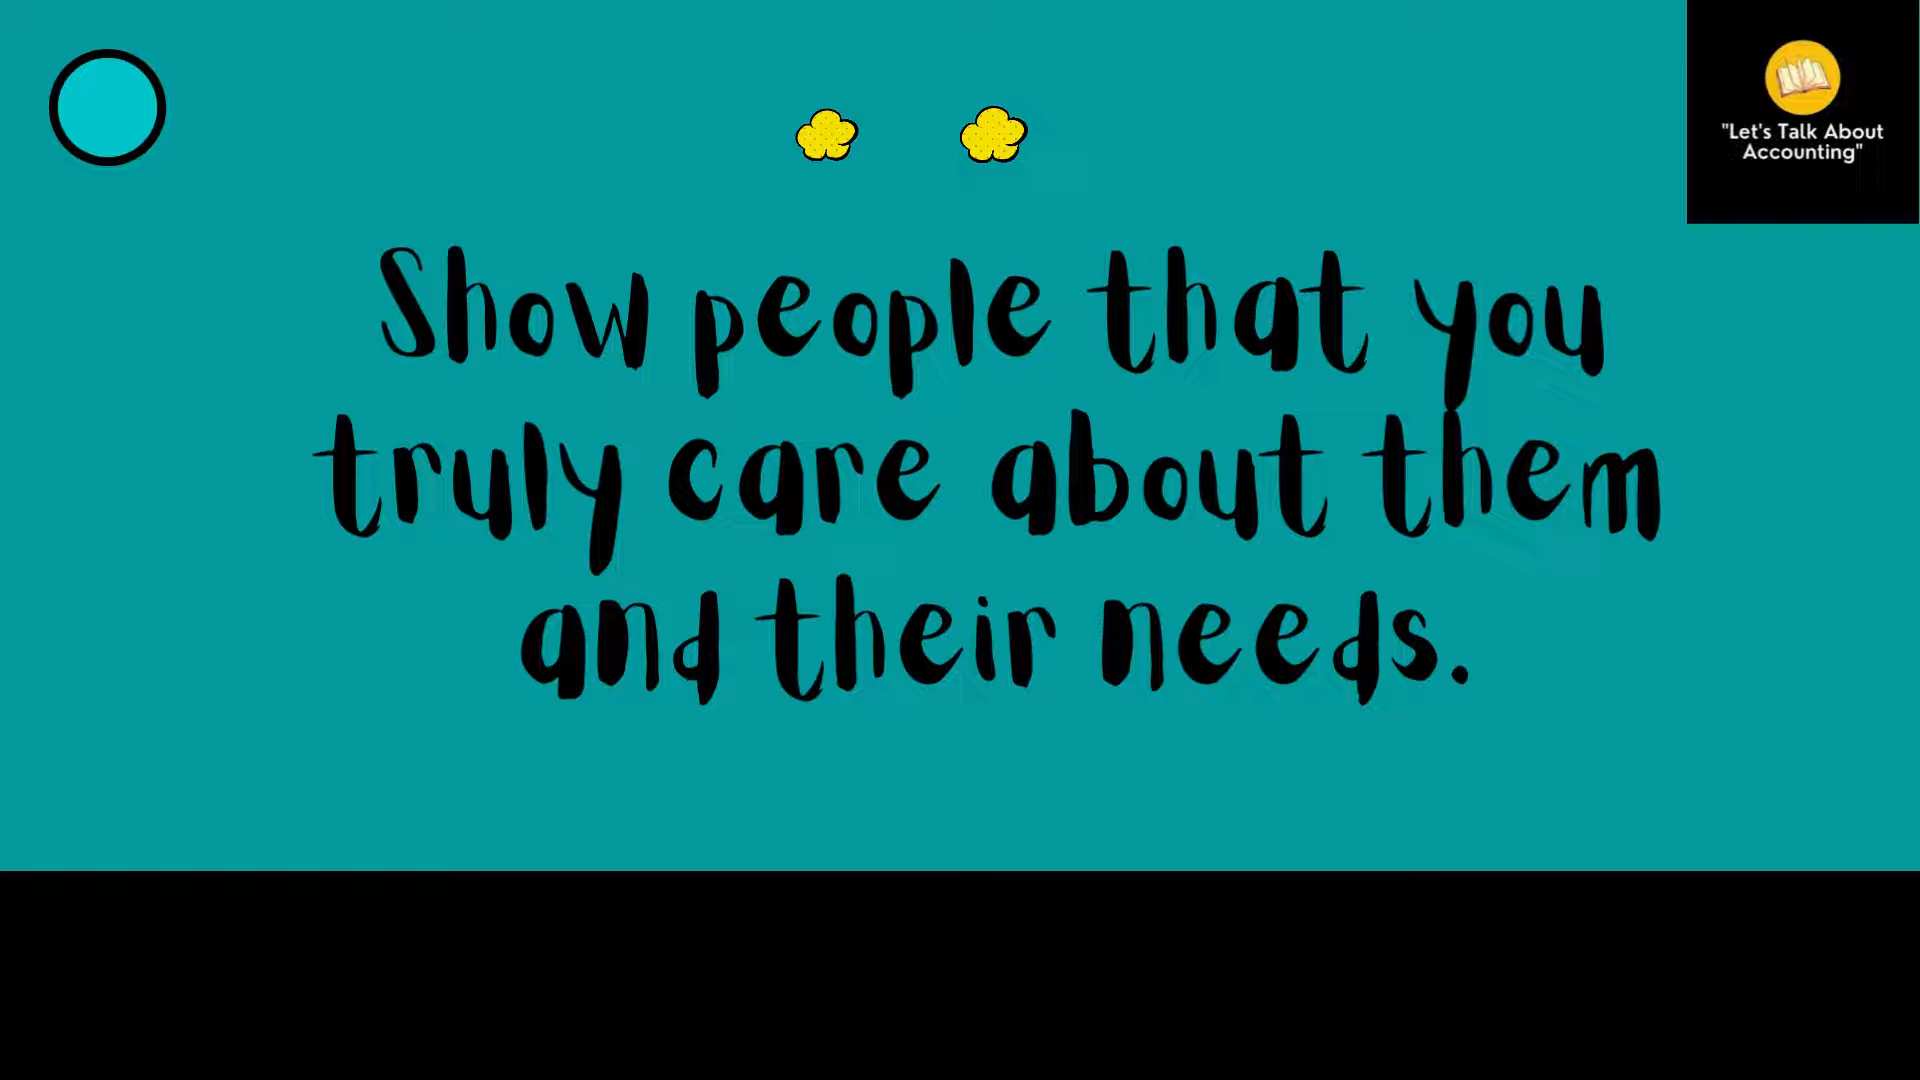 "Let's Talk About
Accounting"
Show people that you
truly care about them
and their needs.